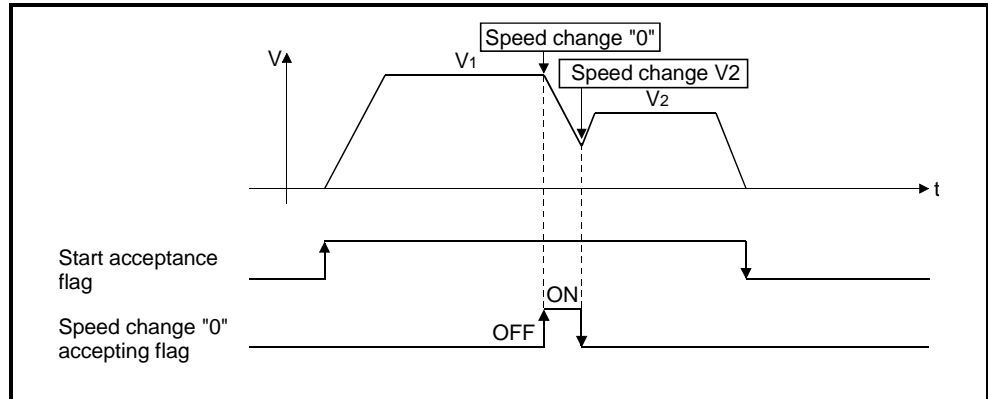 Speed change "0"
V
V1
Speed change V2
V2
t
Start acceptance
flag
ON
OFF
Speed change "0"
accepting flag